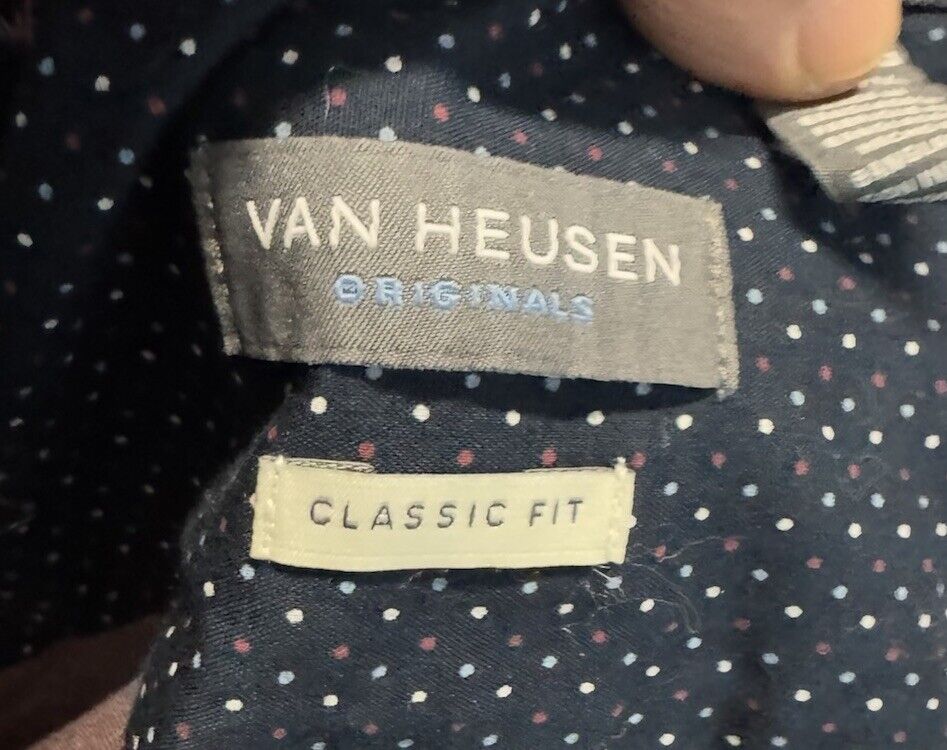 VAN HEUSEN
ORIGINALS
CLASSIC FIT